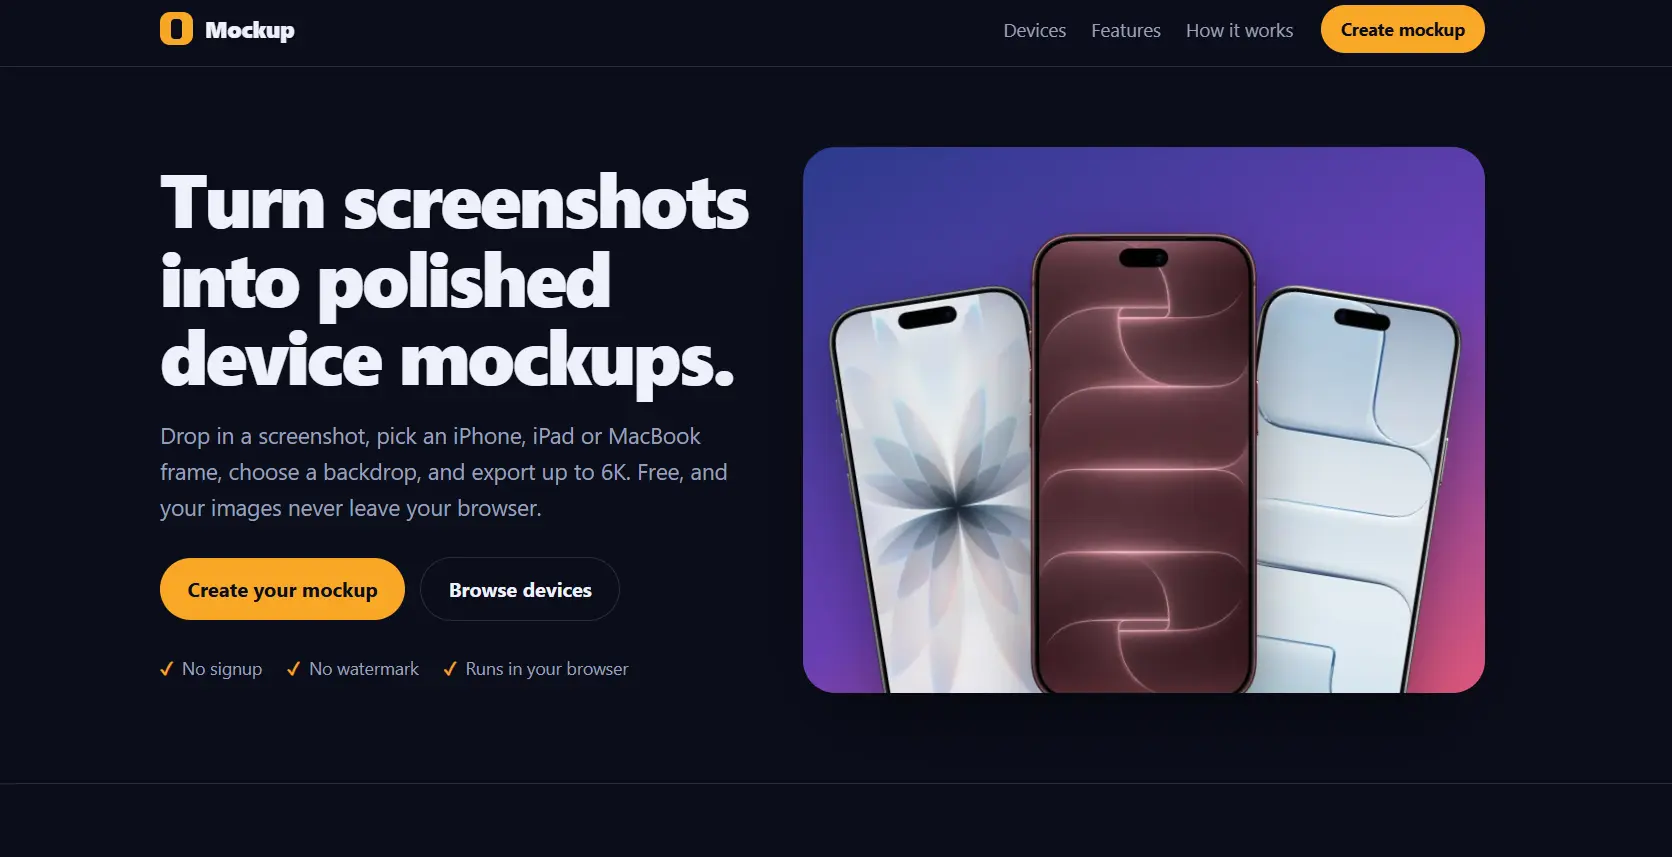 Mockup
Devices
Features
How it works
Create mockup
Turn screenshots
into polished
device mockups.
Drop in a screenshot, pick an iPhone, iPad or MacBook
frame, choose a backdrop, and export up to 6K. Free, and
your images never leave your browser.
Create your mockup
Browse devices
✓ No signup
✓ No watermark
✓ Runs in your browser